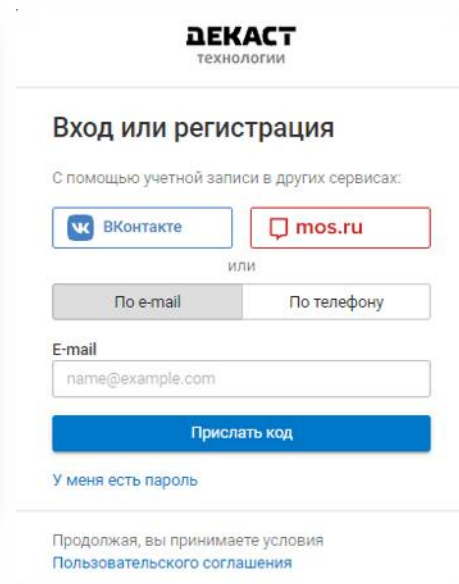 ДЕКАСТ
технологии
Вход или регистрация
С помощью учетной записи в других сервисах:
ВКонтакте mos.ru
или
По e-mail По телефону
E-mail
name@example.com
Прислать код
У меня есть пароль
Продолжая, вы принимаете условия
Пользовательского соглашения